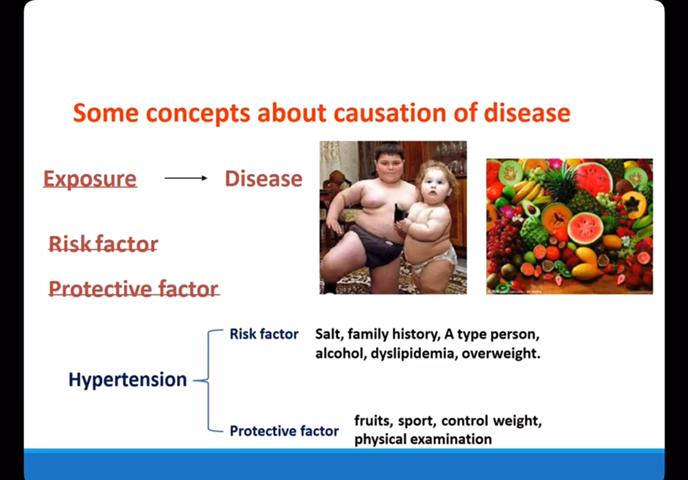 Some concepts about causation of disease
Exposure
Disease
Risk factor
Protective factor
Hypertension
Risk factor
Salt, family history, A type person,
alcohol, dyslipidemia, overweight.
Protective factor
fruits, sport, control weight,
physical examination